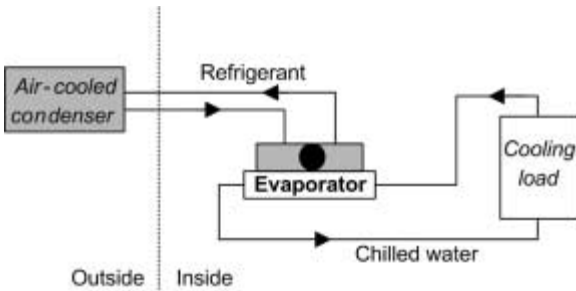 Refrigerant
Air-cooled
condenser
Cooling
load
Evaporator
Chilled water
Outside
Inside